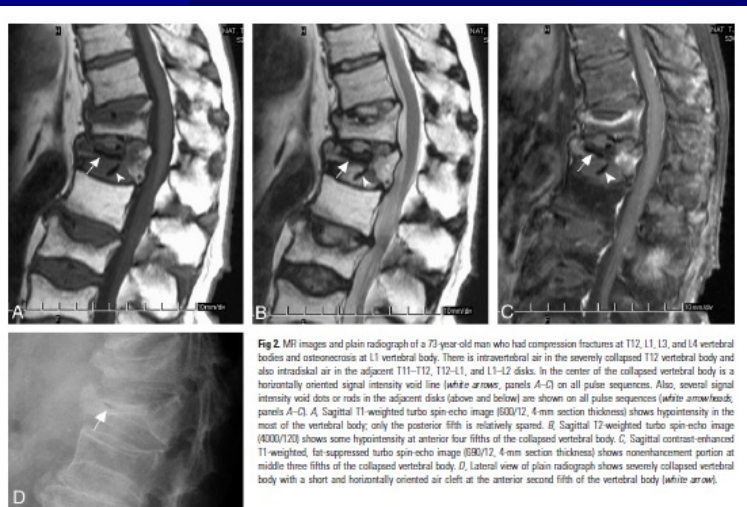 H
H
H
NAT. T.
NAT. T
A
10mm/div
B
10mm/div
C
10mm/div
D
Fig 2. MR images and plain radiograph of a 73-year-old man who had compression fractures at T12, L1, L3, and L4 vertebral
bodies and osteonecrosis at L1 vertebral body. There is intravertebral air in the severely collapsed T12 vertebral body and
also intradiskal air in the adjacent T11–T12, T12–L1, and L1–L2 disks. In the center of the collapsed vertebral body is a
horizontally oriented signal intensity void line (white arrows, panels A–C) on all pulse sequences. Also, several signal
intensity void dots or rods in the adjacent disks (above and below) are shown on all pulse sequences (white arrowheads,
panels A–C). A, Sagittal T1-weighted turbo spin-echo image (600/12, 4-mm section thickness) shows hypointensity in the
most of the vertebral body; only the posterior fifth is relatively spared. B, Sagittal T2-weighted turbo spin-echo image
(4000/120) shows some hypointensity at anterior four fifths of the collapsed vertebral body. C, Sagittal contrast-enhanced
T1-weighted, fat-suppressed turbo spin-echo image (690/12, 4-mm section thickness) shows nonenhancement portion at
middle three fifths of the collapsed vertebral body. D, Lateral view of plain radiograph shows severely collapsed vertebral
body with a short and horizontally oriented air cleft at the anterior second fifth of the vertebral body (white arrow).